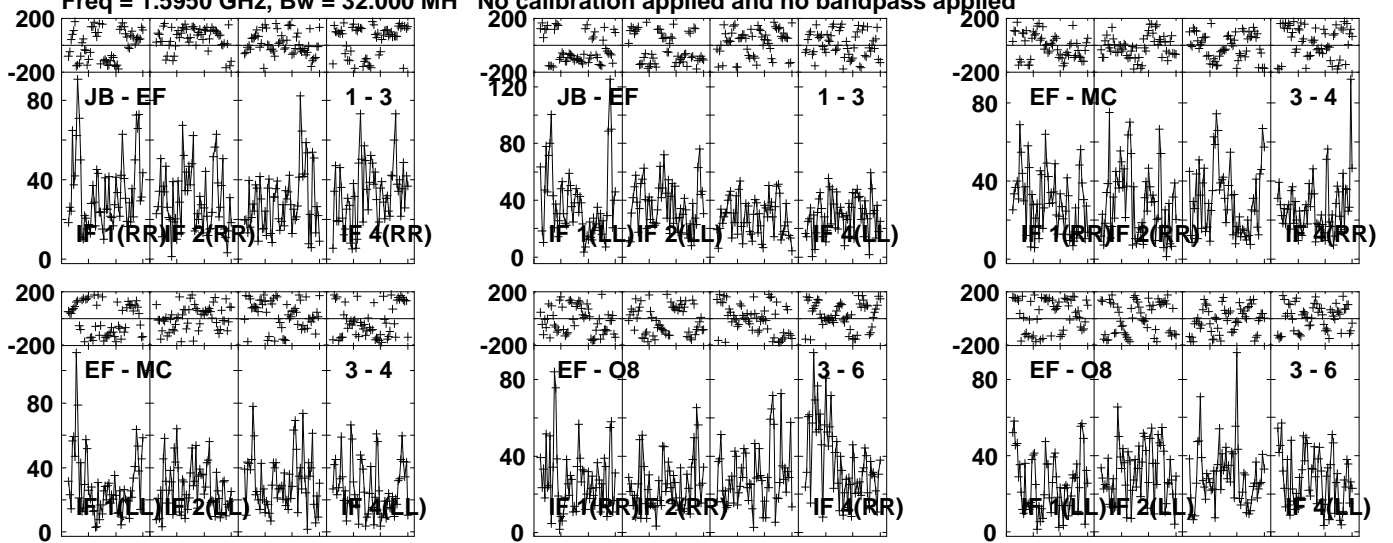 Freq = 1.5950 GHz, Bw = 32.000 MH No calibration applied and no bandpass applied
200
-200
80
40
0
JB - EF 1 - 3
IF 1(RR) IF 2(RR) IF 4(RR)
200
-200
120
80
40
0
JB - EF 1 - 3
IF 1(LL) IF 2(LL) IF 4(LL)
200
-200
80
40
0
EF - MC 3 - 4
IF 1(RR) IF 2(RR) IF 4(RR)
200
-200
80
40
0
EF - MC 3 - 4
IF 1(LL) IF 2(LL) IF 4(LL)
200
-200
80
40
0
EF - O8 3 - 6
IF 1(RR) IF 2(RR) IF 4(RR)
200
-200
80
40
0
EF - O8 3 - 6
IF 1(LL) IF 2(LL) IF 4(LL)